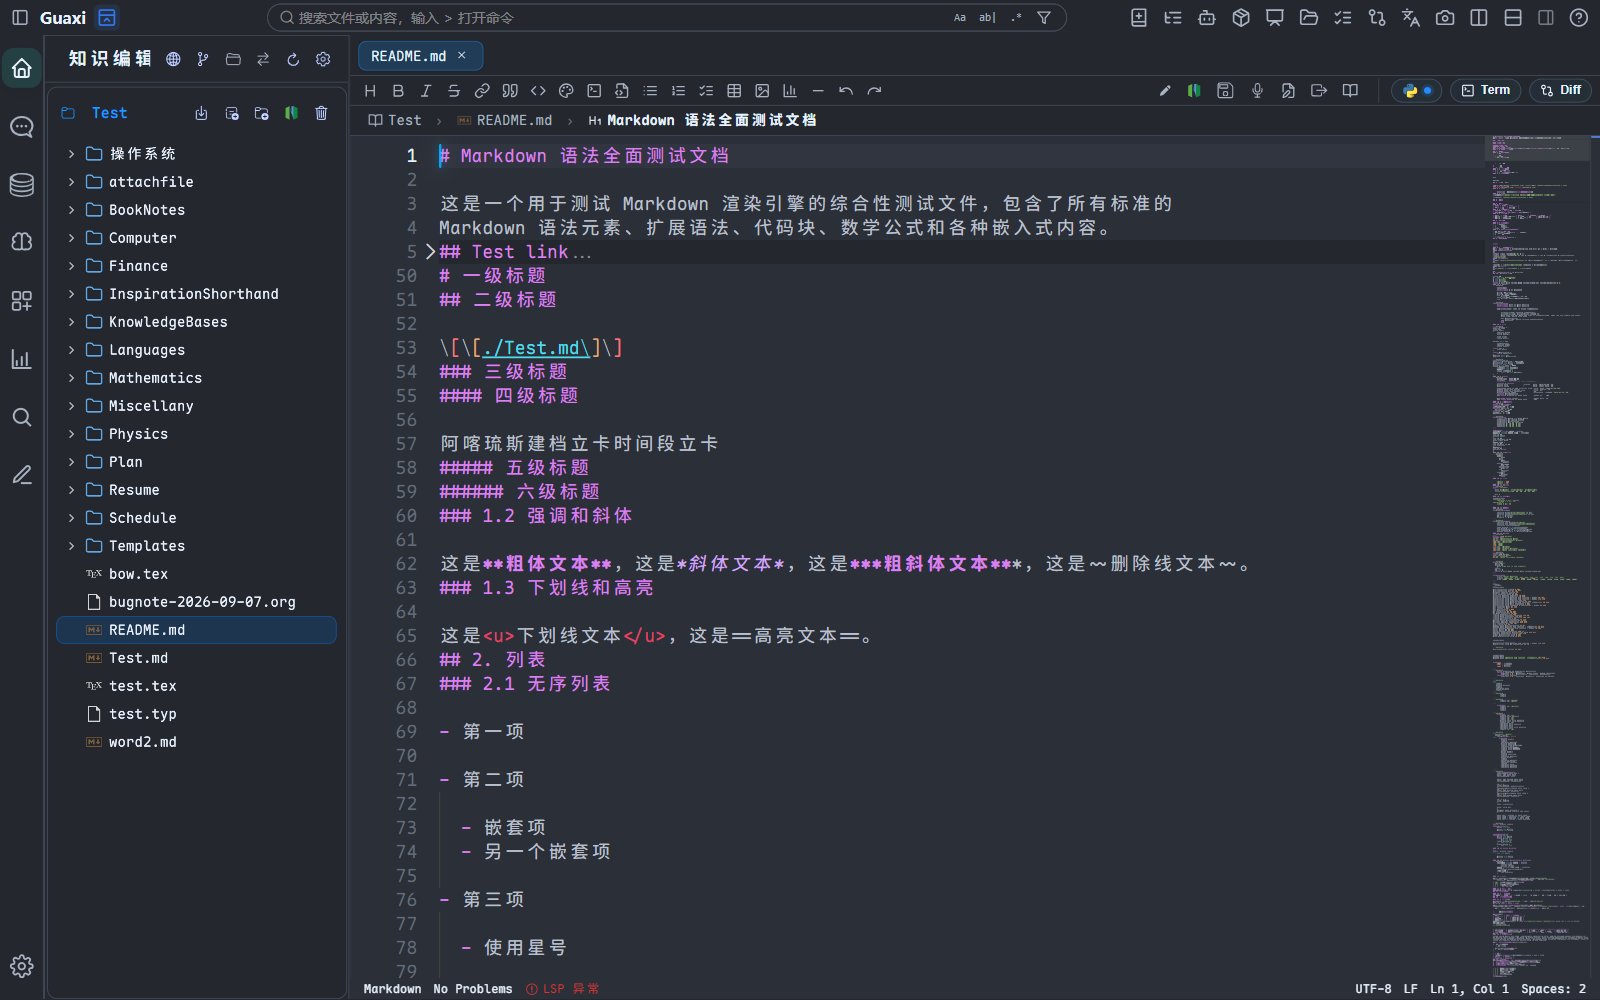 Guaxi
搜索文件或内容，输入 > 打开命令
Aa ab| .*
知识编辑
README.md ×
Test
操作系统
attachfile
BookNotes
Computer
Finance
InspirationShorthand
KnowledgeBases
Languages
Mathematics
Miscellany
Physics
Plan
Resume
Schedule
Templates
TEX bow.tex
bugnote-2026-09-07.org
M↓ README.md
M↓ Test.md
TEX test.tex
test.typ
M↓ word2.md
Term
Diff
Test › M↓ README.md › H1 Markdown 语法全面测试文档
1 # Markdown 语法全面测试文档
2
3 这是一个用于测试 Markdown 渲染引擎的综合性测试文件，包含了所有标准的
4 Markdown 语法元素、扩展语法、代码块、数学公式和各种嵌入式内容。
5 ## Test link...
50 # 一级标题
51 ## 二级标题
52
53 \[\[./Test.md\]\]
54 ### 三级标题
55 #### 四级标题
56
57 阿喀琉斯建档立卡时间段立卡
58 ##### 五级标题
59 ###### 六级标题
60 ### 1.2 强调和斜体
61
62 这是**粗体文本**，这是*斜体文本*，这是***粗斜体文本***，这是~~删除线文本~~。
63 ### 1.3 下划线和高亮
64
65 这是<u>下划线文本</u>，这是==高亮文本==。
66 ## 2. 列表
67 ### 2.1 无序列表
68
69 - 第一项
70
71 - 第二项
72
73 - 嵌套项
74 - 另一个嵌套项
75
76 - 第三项
77
78 - 使用星号
79
Markdown No Problems LSP 异常
UTF-8 LF Ln 1, Col 1 Spaces: 2